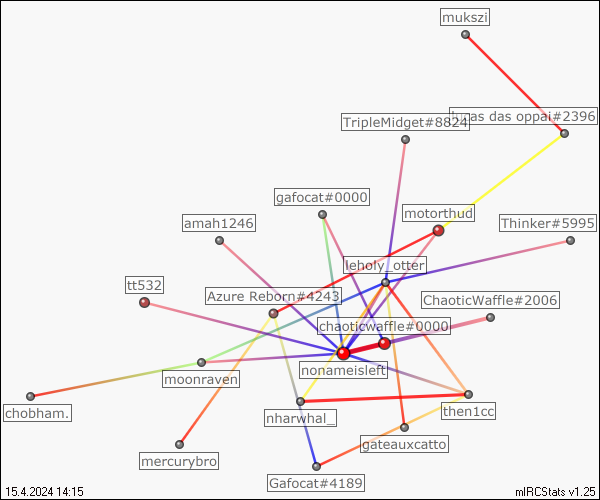 mukszi
das oppai#2396
TripleMidget#8824
gafocat#0000
motorthud
amah1246
Thinker#5995
leholy_otter
tt532
Azure Reborn#4243
ChaoticWaffle#2006
chaoticwaffle#0000
nonameisleft
moonraven
chobham.
nharwhal_
then1cc
gateauxcatto
mercurybro
Gafocat#4189
15.4.2024 14:15
mIRCStats v1.25